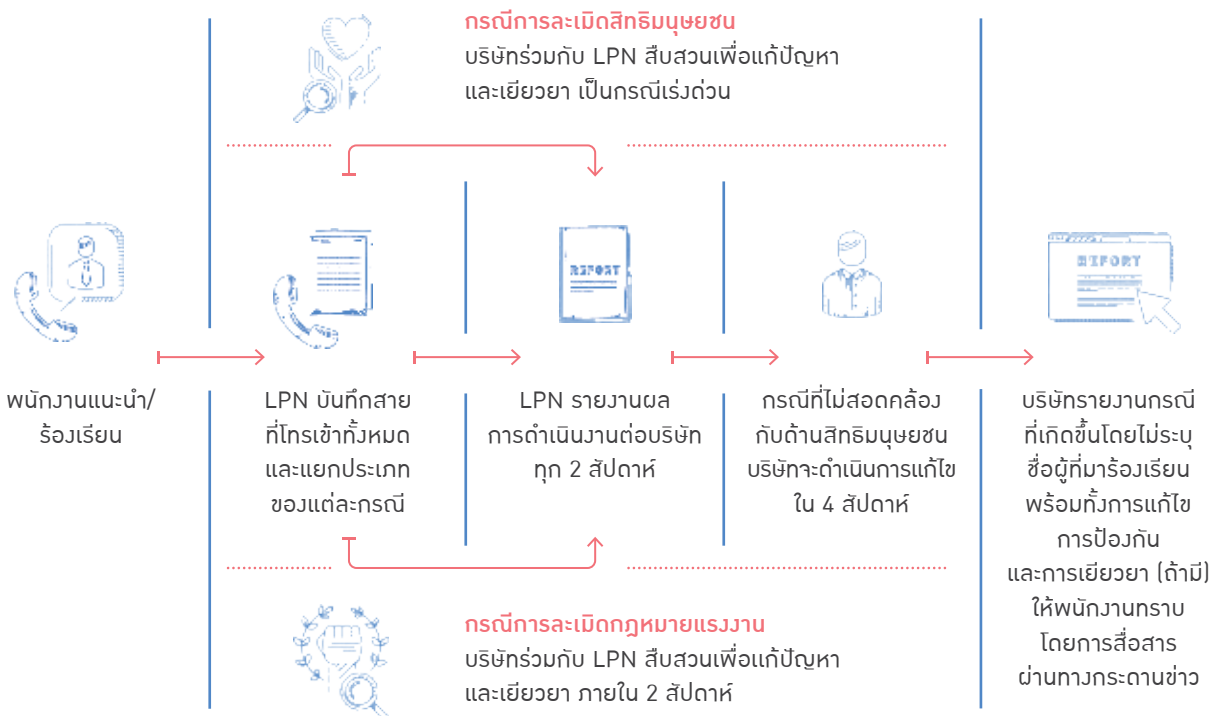 กรณีการละเมิดสิทธิมนุษยชน
บริษัทร่วมกับ LPN สืบสวนเพื่อแก้ปัญหา
และเยียวยา เป็นกรณีเร่งด่วน
พนักงานแนะนำ/
ร้องเรียน
LPN บันทึกสาย
ที่โทรเข้าทั้งหมด
และแยกประเภท
ของแต่ละกรณี
REPORT
LPN รายงานผล
การดำเนินงานต่อบริษัท
ทุก 2 สัปดาห์
กรณีที่ไม่สอดคล้อง
กับด้านสิทธิมนุษยชน
บริษัทจะดำเนินการแก้ไข
ใน 4 สัปดาห์
REPORT
บริษัทรายงานกรณี
ที่เกิดขึ้นโดยไม่ระบุ
ชื่อผู้ที่มาร้องเรียน
พร้อมทั้งการแก้ไข
การป้องกัน
และการเยียวยา (ถ้ามี)
ให้พนักงานทราบ
โดยการสื่อสาร
ผ่านทางกระดานข่าว
กรณีการละเมิดกฎหมายแรงงาน
บริษัทร่วมกับ LPN สืบสวนเพื่อแก้ปัญหา
และเยียวยา ภายใน 2 สัปดาห์